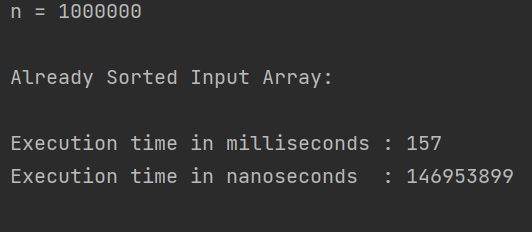 n = 1000000
Already Sorted Input Array:
Execution time in milliseconds : 157
Execution time in nanoseconds  : 146953899